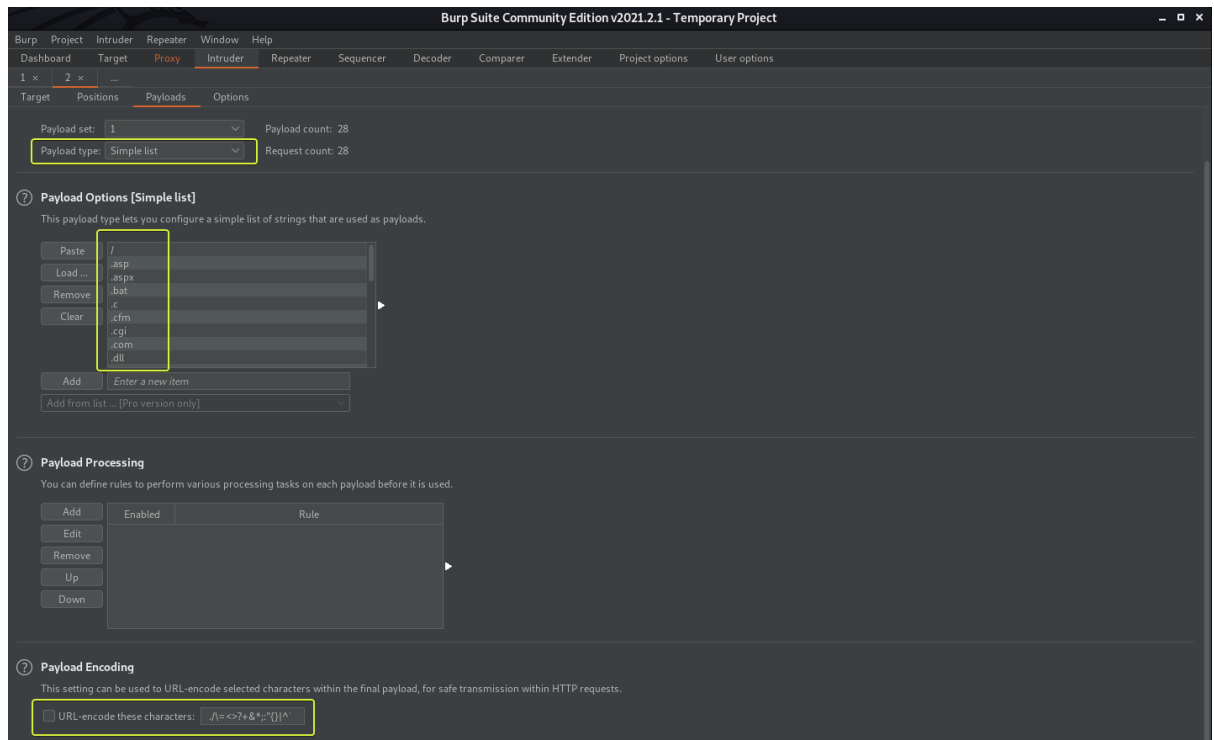 Burp Suite Community Edition v2021.2.1 - Temporary Project
Burp Project Intruder Repeater Window Help
Dashboard Target Proxy Intruder Repeater Sequencer Decoder Comparer Extender Project options User options
1 × 2 × ...
Target Positions Payloads Options
Payload set: 1 Payload count: 28
Payload type: Simple list Request count: 28
? Payload Options [Simple list]
This payload type lets you configure a simple list of strings that are used as payloads.
Paste /
.asp
Load ... .aspx
Remove .bat
.c
Clear .cfm
.cgi
.com
.dll
Add Enter a new item
Add from list ... [Pro version only]
? Payload Processing
You can define rules to perform various processing tasks on each payload before it is used.
Add Enabled Rule
Edit
Remove
Up
Down
? Payload Encoding
This setting can be used to URL-encode selected characters within the final payload, for safe transmission within HTTP requests.
URL-encode these characters: ./\=<>?+&*;:"{}|^`